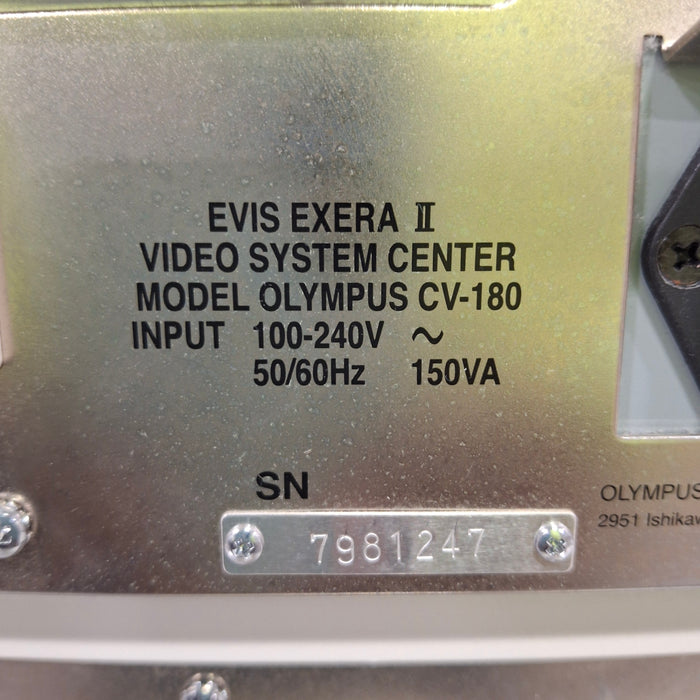 EVIS EXERA II
VIDEO SYSTEM CENTER
MODEL OLYMPUS CV-180
INPUT 100-240V ~
50/60Hz 150VA
SN
7981247
OLYMPUS
2951 Ishikaw